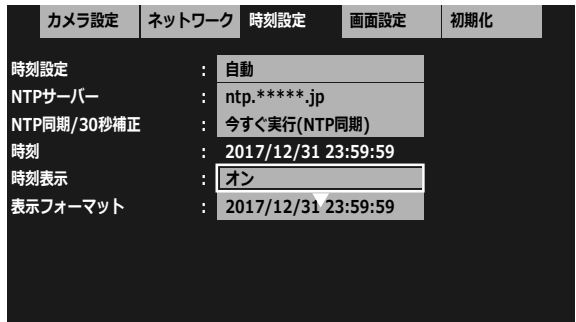 カメラ設定 ネットワーク 時刻設定 画面設定 初期化
時刻設定 : 自動
NTPサーバー : ntp.*****.jp
NTP同期/30秒補正 : 今すぐ実行(NTP同期)
時刻 : 2017/12/31 23:59:59
時刻表示 : オン
表示フォーマット : 2017/12/31 23:59:59